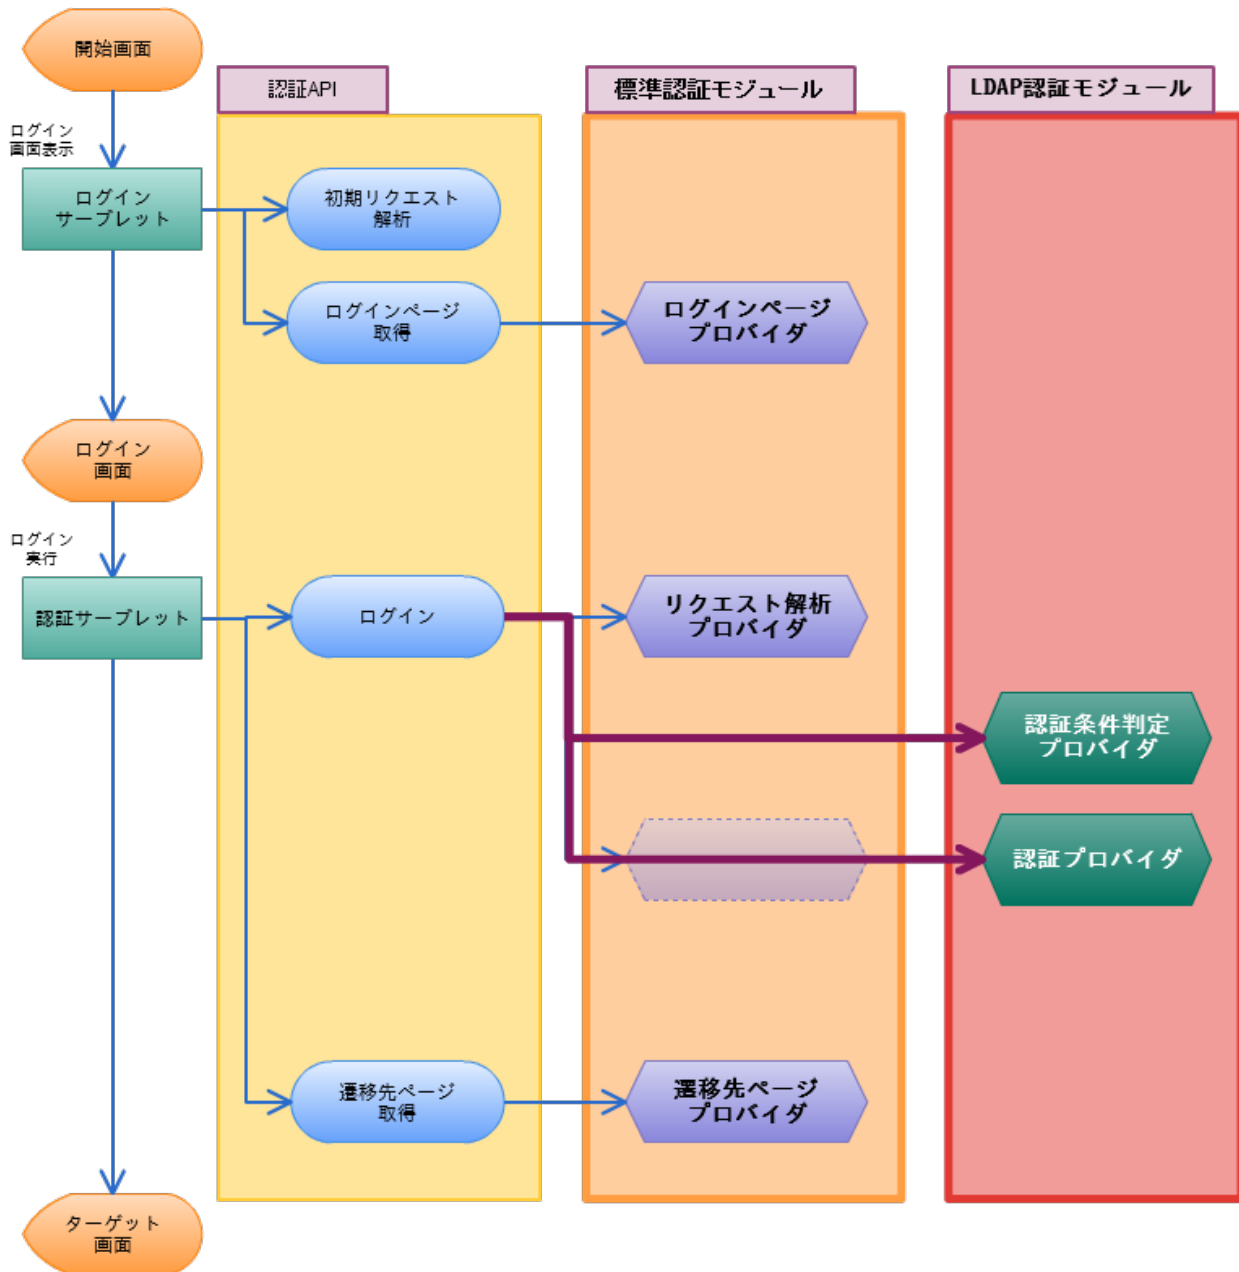 開始画面
認証API
標準認証モジュール
LDAP認証モジュール
ログイン
画面表示
ログイン
サーブレット
初期リクエスト
解析
ログインページ
取得
ログインページ
プロバイダ
ログイン
画面
ログイン
実行
認証サーブレット
ログイン
リクエスト解析
プロバイダ
認証条件判定
プロバイダ
認証プロバイダ
遷移先ページ
取得
遷移先ページ
プロバイダ
ターゲット
画面